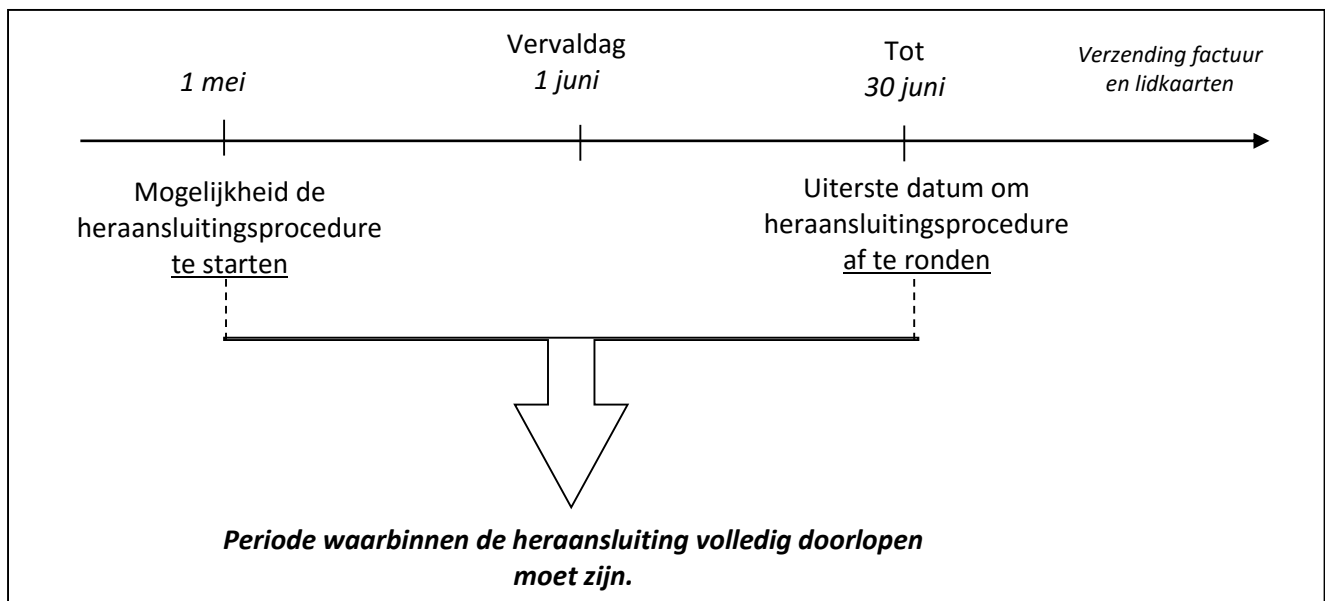 Vervaldag
1 juni
Tot
30 juni
Verzending factuur
en lidkaarten
1 mei
Mogelijkheid de
heraansluitingsprocedure
te starten
Uiterste datum om
heraansluitingsprocedure
af te ronden
Periode waarbinnen de heraansluiting volledig doorlopen
moet zijn.